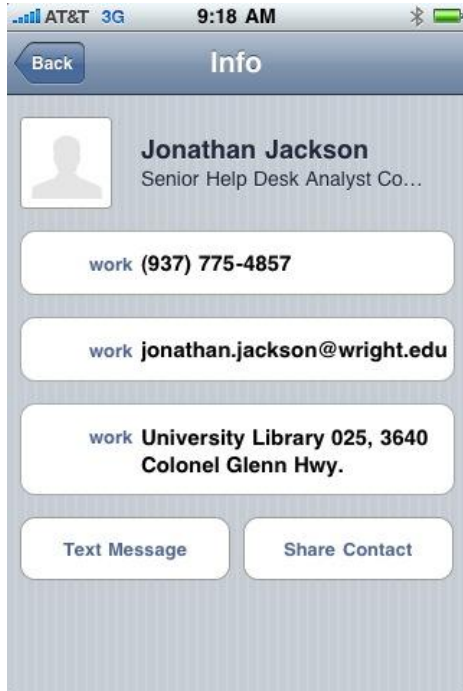 AT&T 3G 9:18 AM
Back Info
Jonathan Jackson
Senior Help Desk Analyst Co...
work (937) 775-4857
work jonathan.jackson@wright.edu
work University Library 025, 3640
Colonel Glenn Hwy.
Text Message Share Contact